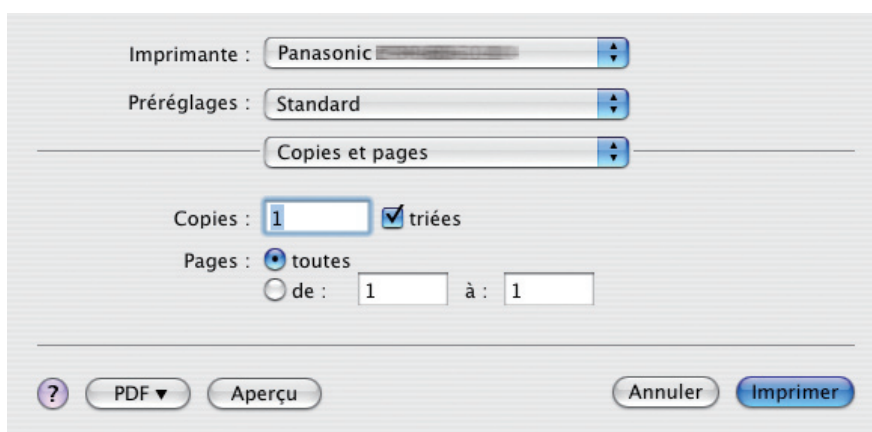 Imprimante : Panasonic
Préréglages : Standard
Copies et pages
Copies : 1 triées
Pages : toutes
de : 1 à : 1
? PDF ▼ Aperçu Annuler Imprimer